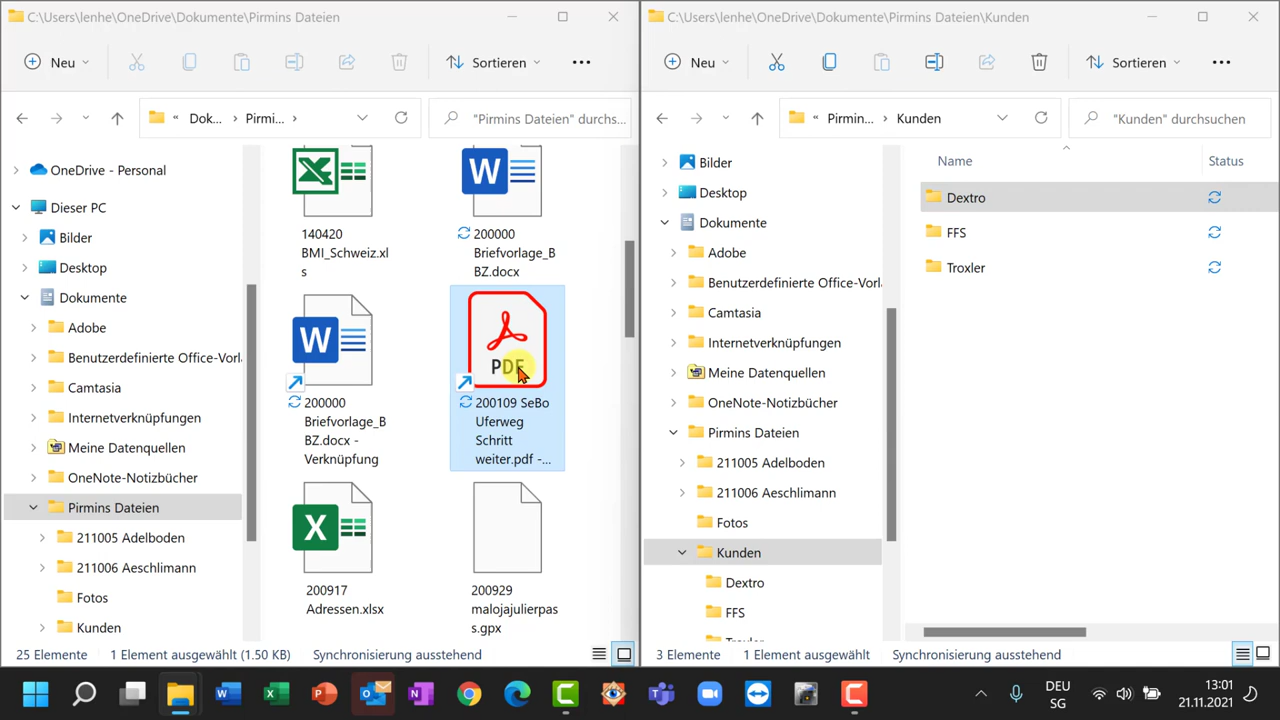 C:\Users\lenhe\OneDrive\Dokumente\Pirmins Dateien
Neu
Sortieren
«
Dok...
Pirmi...
"Pirmins Dateien" durchs...
OneDrive - Personal
Dieser PC
Bilder
Desktop
Dokumente
Adobe
Benutzerdefinierte Office-Vorl
Camtasia
Internetverknüpfungen
Meine Datenquellen
OneNote-Notizbücher
Pirmins Dateien
211005 Adelboden
211006 Aeschlimann
Fotos
Kunden
140420
BMI_Schweiz.xl
s
200000
Briefvorlage_B
BZ.docx
W
200000
Briefvorlage_B
BZ.docx -
Verknüpfung
W
PDF
200109 SeBo
Uferweg
Schritt
weiter.pdf -...
X
200917
Adressen.xlsx
200929
malojajulierpas
s.gpx
25 Elemente
1 Element ausgewählt (1.50 KB)
Synchronisierung ausstehend
C:\Users\lenhe\OneDrive\Dokumente\Pirmins Dateien\Kunden
Neu
Sortieren
«
Pirmin...
Kunden
"Kunden" durchsuchen
Bilder
Desktop
Dokumente
Adobe
Benutzerdefinierte Office-Vorl
Camtasia
Internetverknüpfungen
Meine Datenquellen
OneNote-Notizbücher
Pirmins Dateien
211005 Adelboden
211006 Aeschlimann
Fotos
Kunden
Dextro
FFS
Troxler
Name
Status
Dextro
FFS
Troxler
3 Elemente
1 Element ausgewählt
Synchronisierung ausstehend
DEU
SG
13:01
21.11.2021